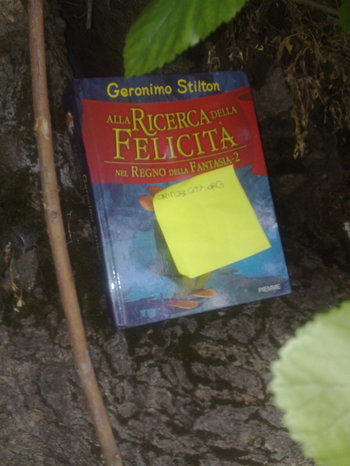 Geronimo Stilton
ALLA RICERCA DELLA
FELICITÀ
NEL REGNO DELLA FANTASIA-2
PIEMME